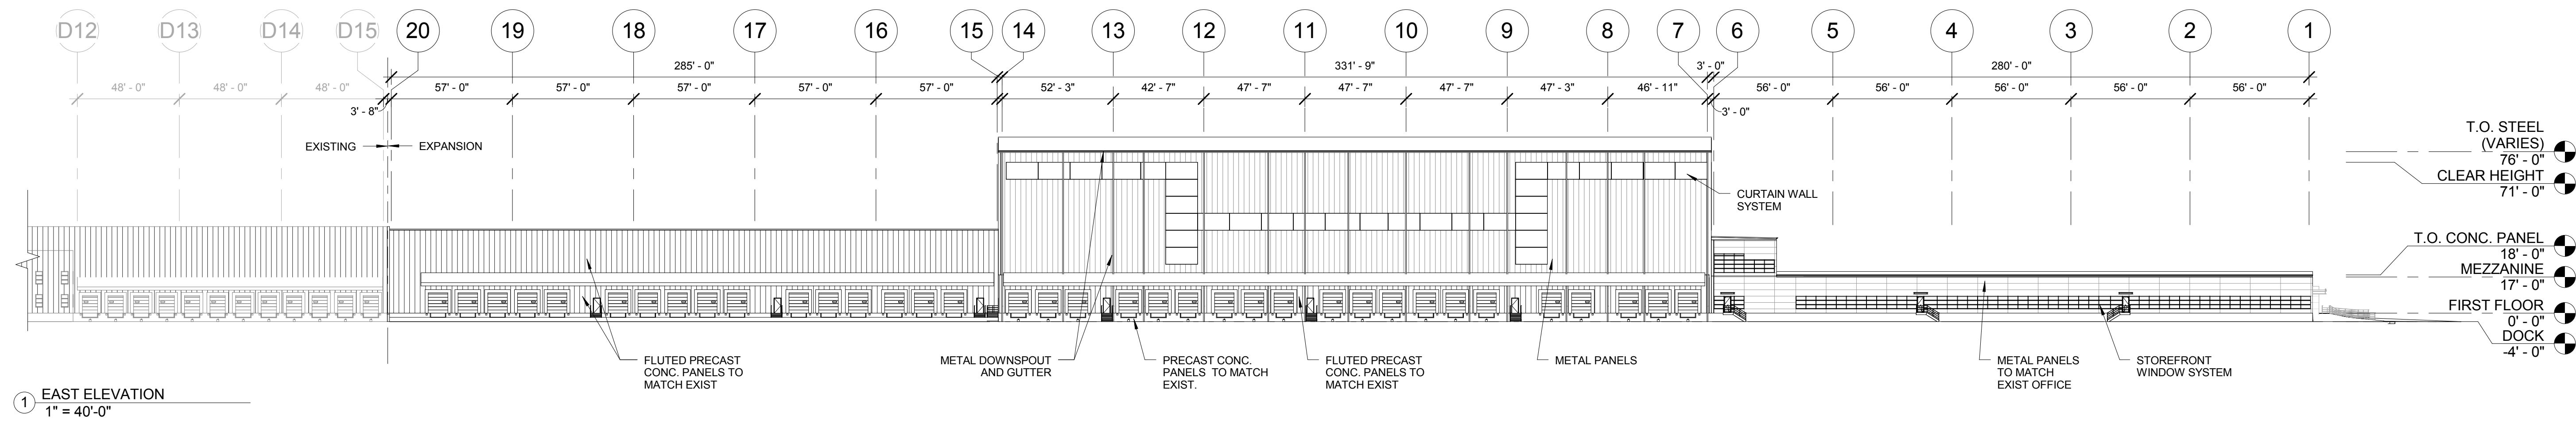 D12 D13 D14 D15 20 19 18 17 16 15 14 13 12 11 10 9 8 7 6 5 4 3 2 1
285' - 0" 331' - 9" 3' - 0" 280' - 0"
48' - 0" 48' - 0" 48' - 0" 57' - 0" 57' - 0" 57' - 0" 57' - 0" 57' - 0" 52' - 3" 42' - 7" 47' - 7" 47' - 7" 47' - 7" 47' - 3" 46' - 11" 56' - 0" 56' - 0" 56' - 0" 56' - 0" 56' - 0"
3' - 8" 3' - 0"
EXISTING EXPANSION
T.O. STEEL
(VARIES)
76' - 0"
CLEAR HEIGHT
71' - 0"
CURTAIN WALL
SYSTEM
T.O. CONC. PANEL
18' - 0"
MEZZANINE
17' - 0"
FIRST FLOOR
0' - 0"
DOCK
-4' - 0"
FLUTED PRECAST
CONC. PANELS TO
MATCH EXIST
METAL DOWNSPOUT
AND GUTTER
PRECAST CONC.
PANELS TO MATCH
EXIST.
FLUTED PRECAST
CONC. PANELS TO
MATCH EXIST
METAL PANELS
METAL PANELS
TO MATCH
EXIST OFFICE
STOREFRONT
WINDOW SYSTEM
1 EAST ELEVATION
1" = 40'-0"